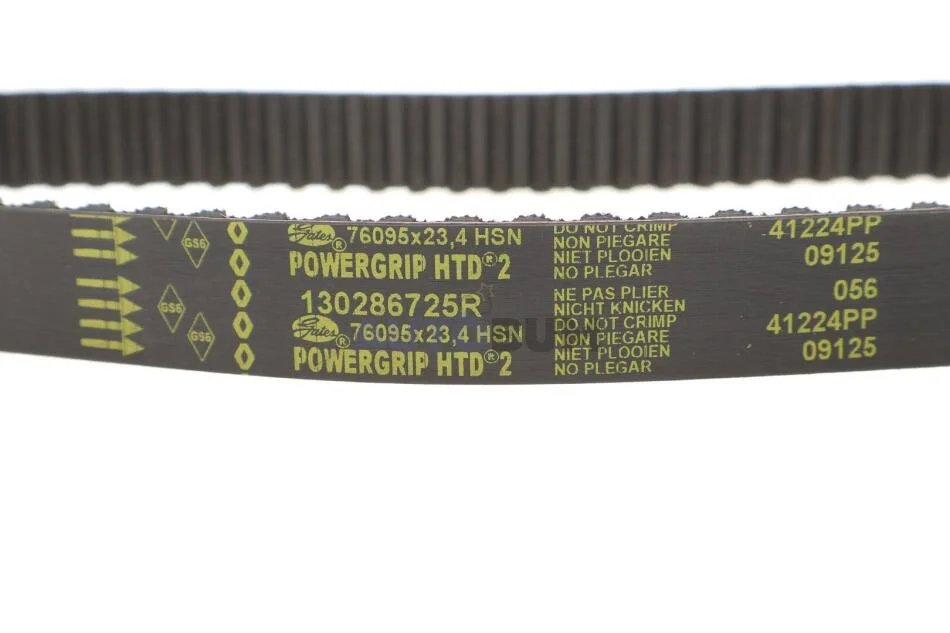 GS6
GS6
GS6
Gates® 76095x23,4 HSN
POWERGRIP HTD®2
130286725R
Gates® 76095x23,4 HSN
POWERGRIP HTD®2
DO NOT CRIMP
NON PIEGARE
NIET PLOOIEN
NO PLEGAR
NE PAS PLIER
NICHT KNICKEN
DO NOT CRIMP
NON PIEGARE
NIET PLOOIEN
NO PLEGAR
41224PP
09125
056
41224PP
09125